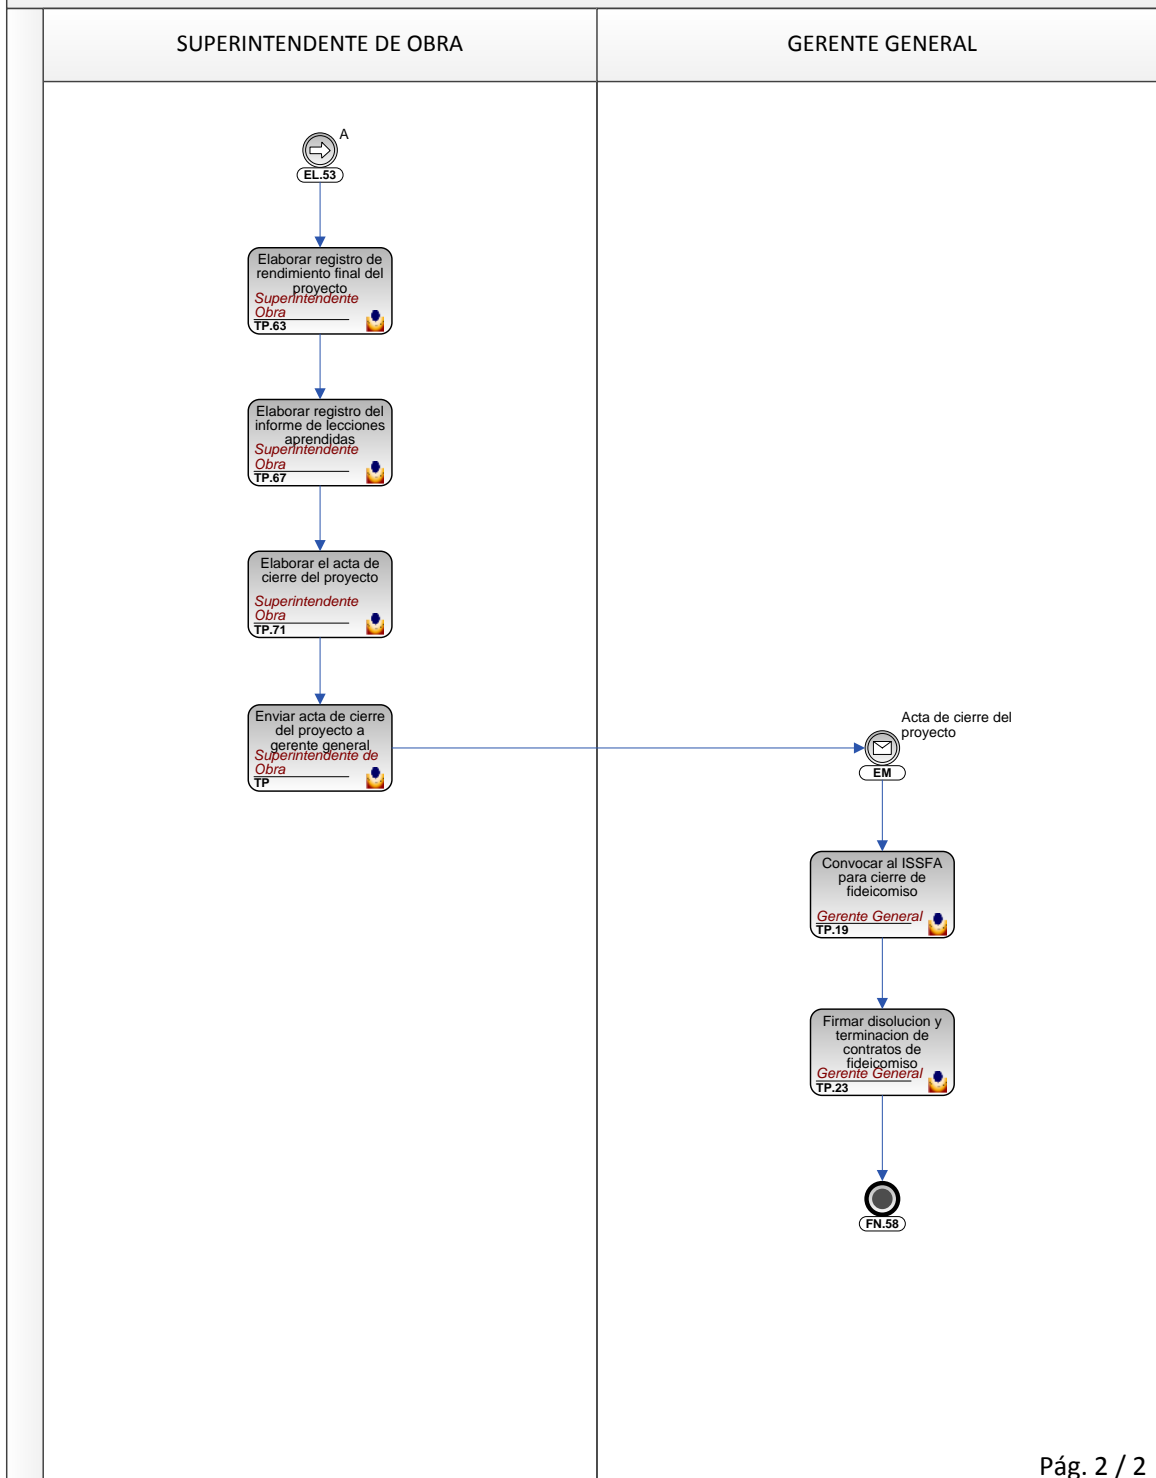 SUPERINTENDENTE DE OBRA
GERENTE GENERAL
A
EL.53
Elaborar registro de
rendimiento final del
proyecto
Superintendente
Obra
TP.63
Elaborar registro del
informe de lecciones
aprendidas
Superintendente
Obra
TP.67
Elaborar el acta de
cierre del proyecto
Superintendente
Obra
TP.71
Enviar acta de cierre
del proyecto a
gerente general
Superintendente de
Obra
TP
Acta de cierre del
proyecto
EM
Convocar al ISSFA
para cierre de
fideicomiso
Gerente General
TP.19
Firmar disolucion y
terminacion de
contratos de
fideicomiso
Gerente General
TP.23
FN.58
Pág. 2 / 2